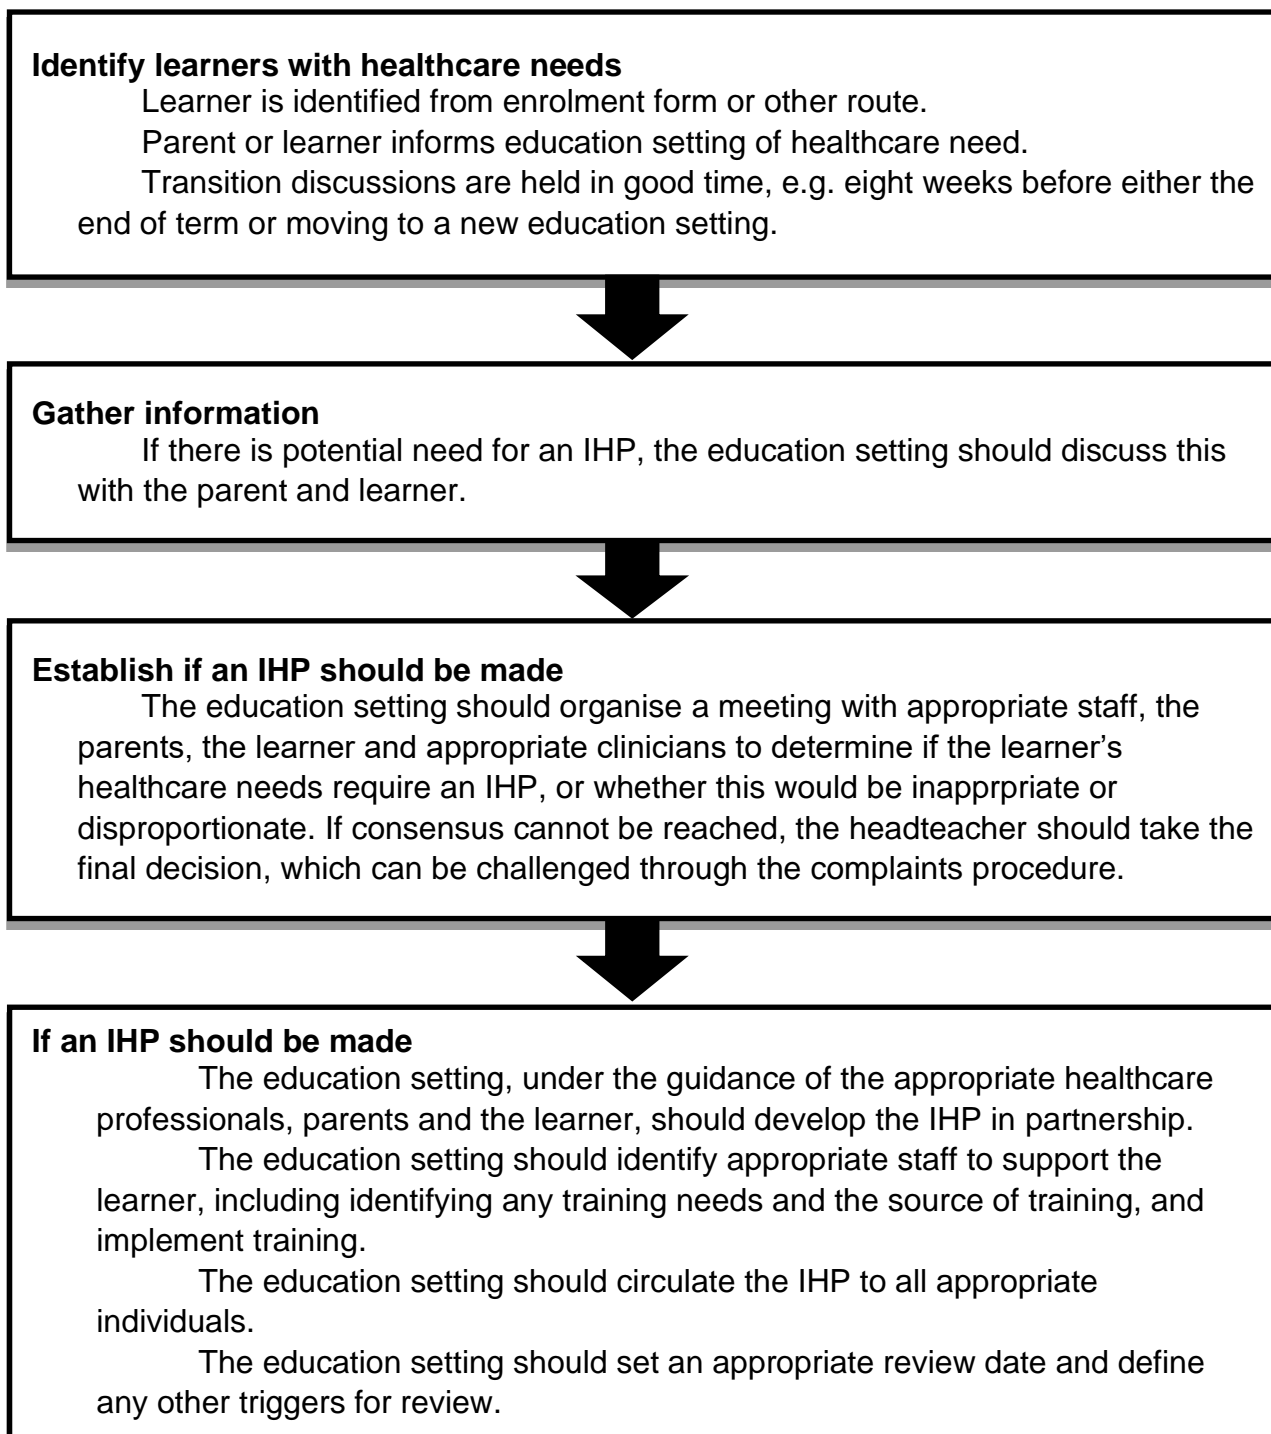 Identify learners with healthcare needs
Learner is identified from enrolment form or other route.
Parent or learner informs education setting of healthcare need.
Transition discussions are held in good time, e.g. eight weeks before either the
end of term or moving to a new education setting.
Gather information
If there is potential need for an IHP, the education setting should discuss this
with the parent and learner.
Establish if an IHP should be made
The education setting should organise a meeting with appropriate staff, the
parents, the learner and appropriate clinicians to determine if the learner’s
healthcare needs require an IHP, or whether this would be inapprpriate or
disproportionate. If consensus cannot be reached, the headteacher should take the
final decision, which can be challenged through the complaints procedure.
If an IHP should be made
The education setting, under the guidance of the appropriate healthcare
professionals, parents and the learner, should develop the IHP in partnership.
The education setting should identify appropriate staff to support the
learner, including identifying any training needs and the source of training, and
implement training.
The education setting should circulate the IHP to all appropriate
individuals.
The education setting should set an appropriate review date and define
any other triggers for review.